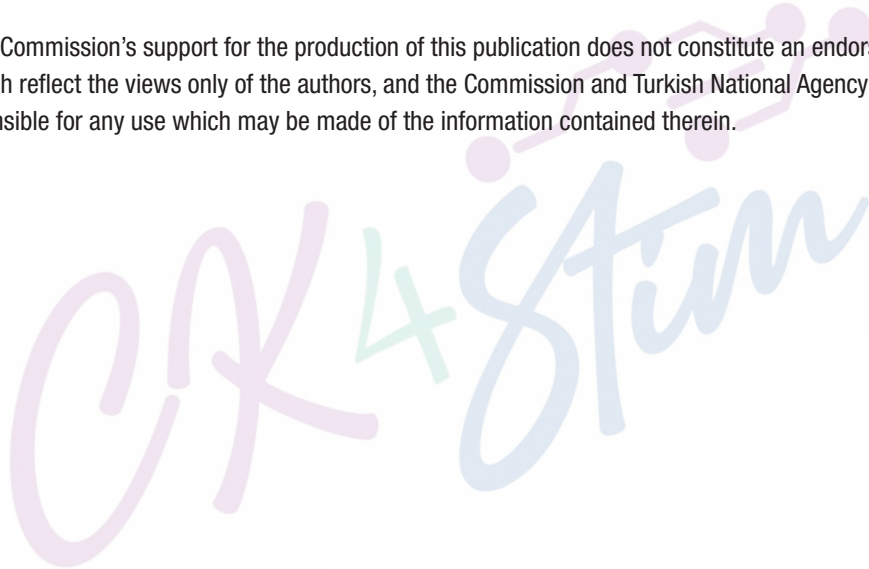 Commission’s support for the production of this publication does not constitute an endors
h reflect the views only of the authors, and the Commission and Turkish National Agency
nsible for any use which may be made of the information contained therein.
CK4Stim